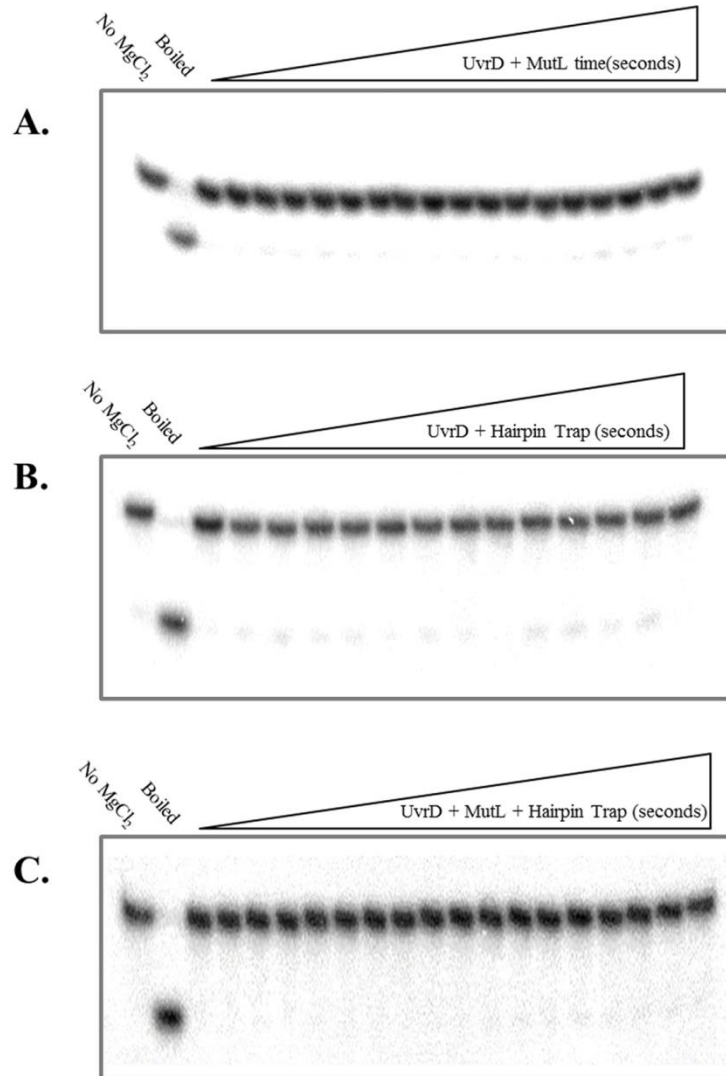 No MgCl₂
Boiled
UvrD + MutL time(seconds)
A.
No MgCl₂
Boiled
UvrD + Hairpin Trap (seconds)
B.
No MgCl₂
Boiled
UvrD + MutL + Hairpin Trap (seconds)
C.